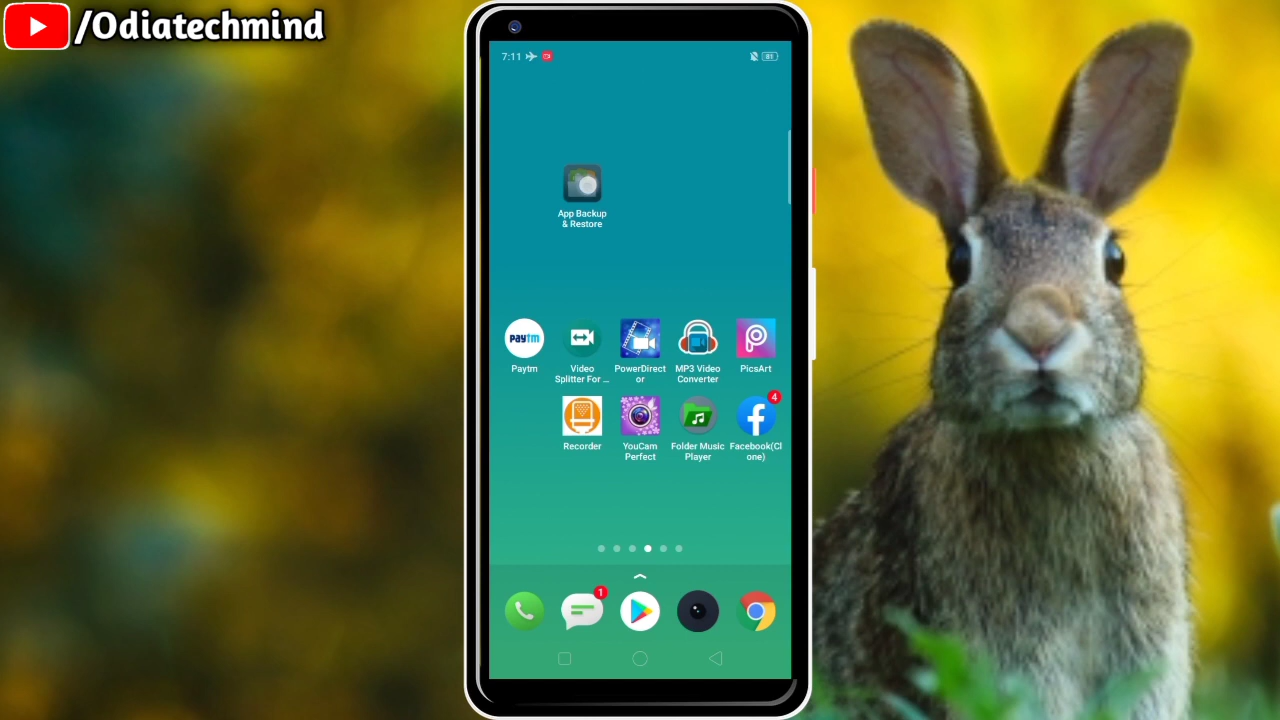 /Odiatechmind
7:11
81
App Backup
& Restore
Paytm
Video
Splitter For ...
PowerDirect
or
MP3 Video
Converter
PicsArt
4
Recorder
YouCam
Perfect
Folder Music
Player
Facebook(Cl
one)
1